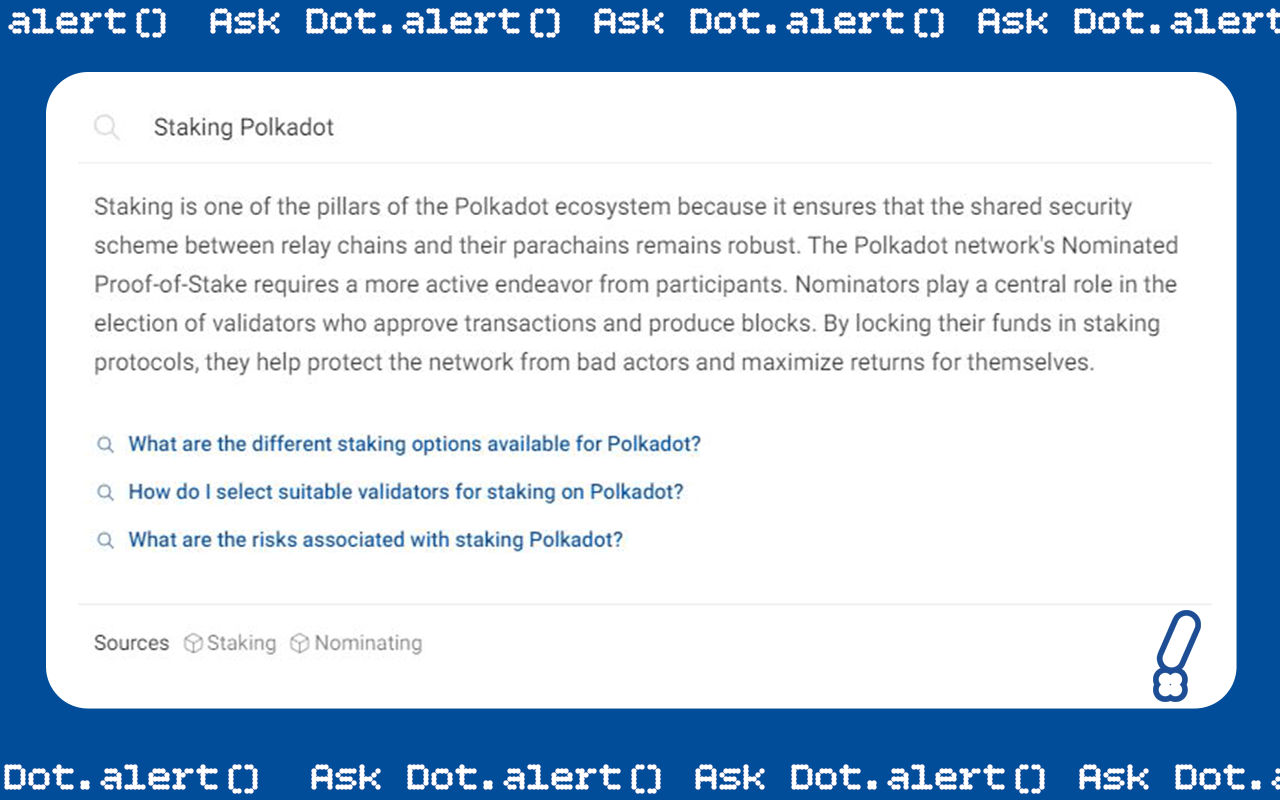 alert() Ask Dot.alert() Ask Dot.alert() Ask Dot.alert
Staking Polkadot
Staking is one of the pillars of the Polkadot ecosystem because it ensures that the shared security
scheme between relay chains and their parachains remains robust. The Polkadot network's Nominated
Proof-of-Stake requires a more active endeavor from participants. Nominators play a central role in the
election of validators who approve transactions and produce blocks. By locking their funds in staking
protocols, they help protect the network from bad actors and maximize returns for themselves.
What are the different staking options available for Polkadot?
How do I select suitable validators for staking on Polkadot?
What are the risks associated with staking Polkadot?
Sources Staking Nominating
Dot.alert() Ask Dot.alert() Ask Dot.alert() Ask Dot.